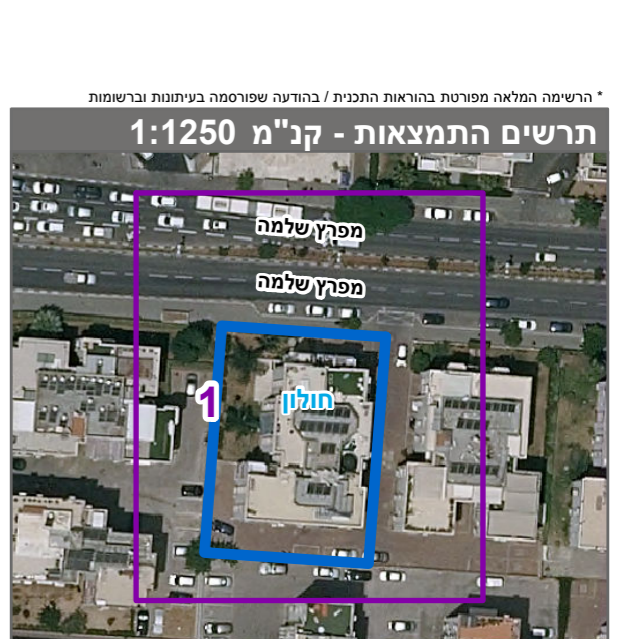 * הרשימה המלאה מפורטת בהוראות התכנית / בהודעה שפורסמה בעיתונות וברשומות
תרשים התמצאות - קנ"מ 1:1250
מפרץ שלמה
מפרץ שלמה
חולון
1